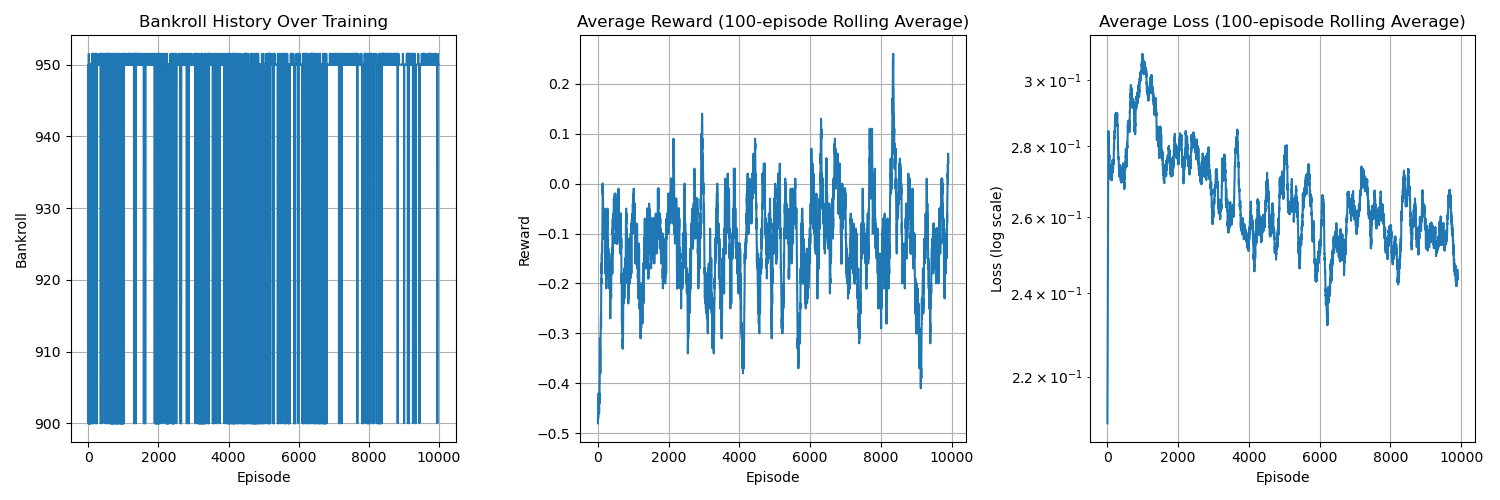 Bankroll History Over Training
Bankroll
950
940
930
920
910
900
0 2000 4000 6000 8000 10000
Episode
Average Reward (100-episode Rolling Average)
Reward
0.2
0.1
0.0
−0.1
−0.2
−0.3
−0.4
−0.5
0 2000 4000 6000 8000 10000
Episode
Average Loss (100-episode Rolling Average)
Loss (log scale)
3 × 10⁻¹
2.8 × 10⁻¹
2.6 × 10⁻¹
2.4 × 10⁻¹
2.2 × 10⁻¹
0 2000 4000 6000 8000 10000
Episode